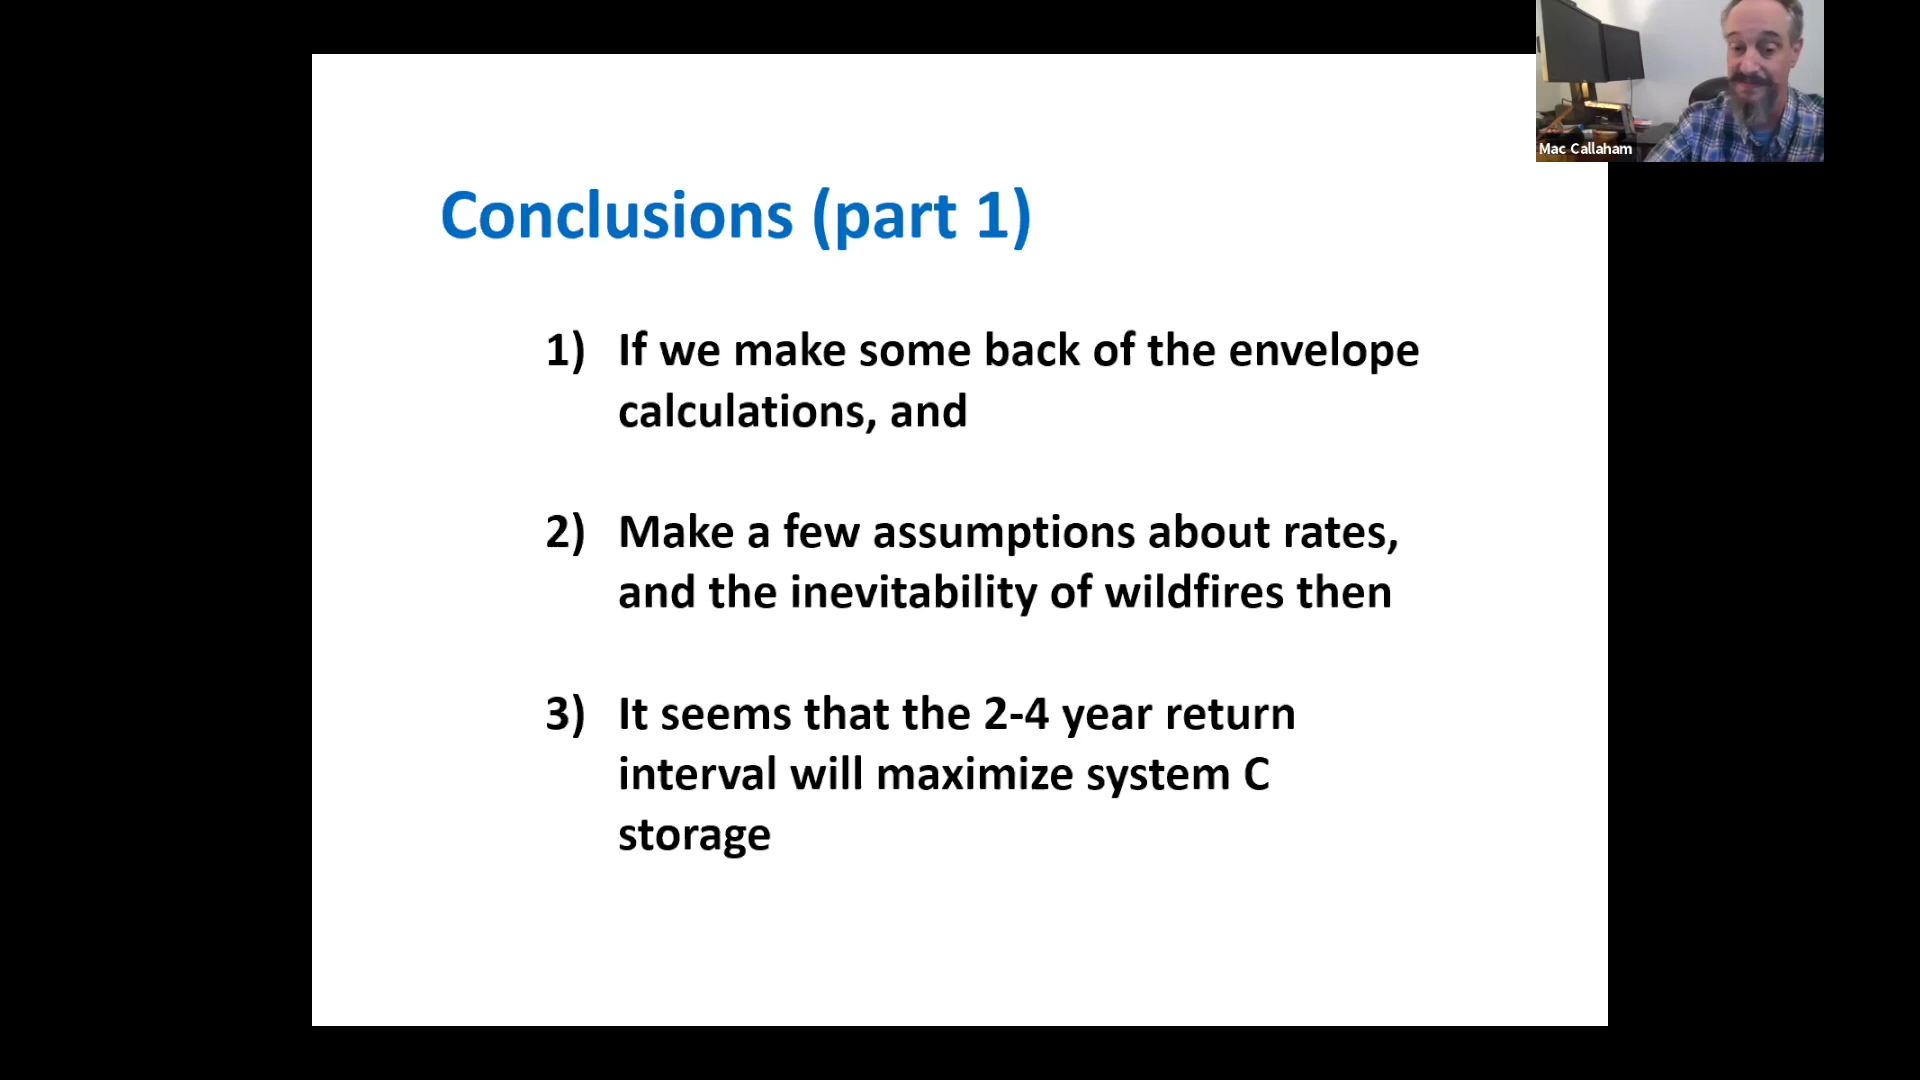 Mac Callaham
Conclusions (part 1)
1) If we make some back of the envelope
calculations, and
2) Make a few assumptions about rates,
and the inevitability of wildfires then
3) It seems that the 2-4 year return
interval will maximize system C
storage